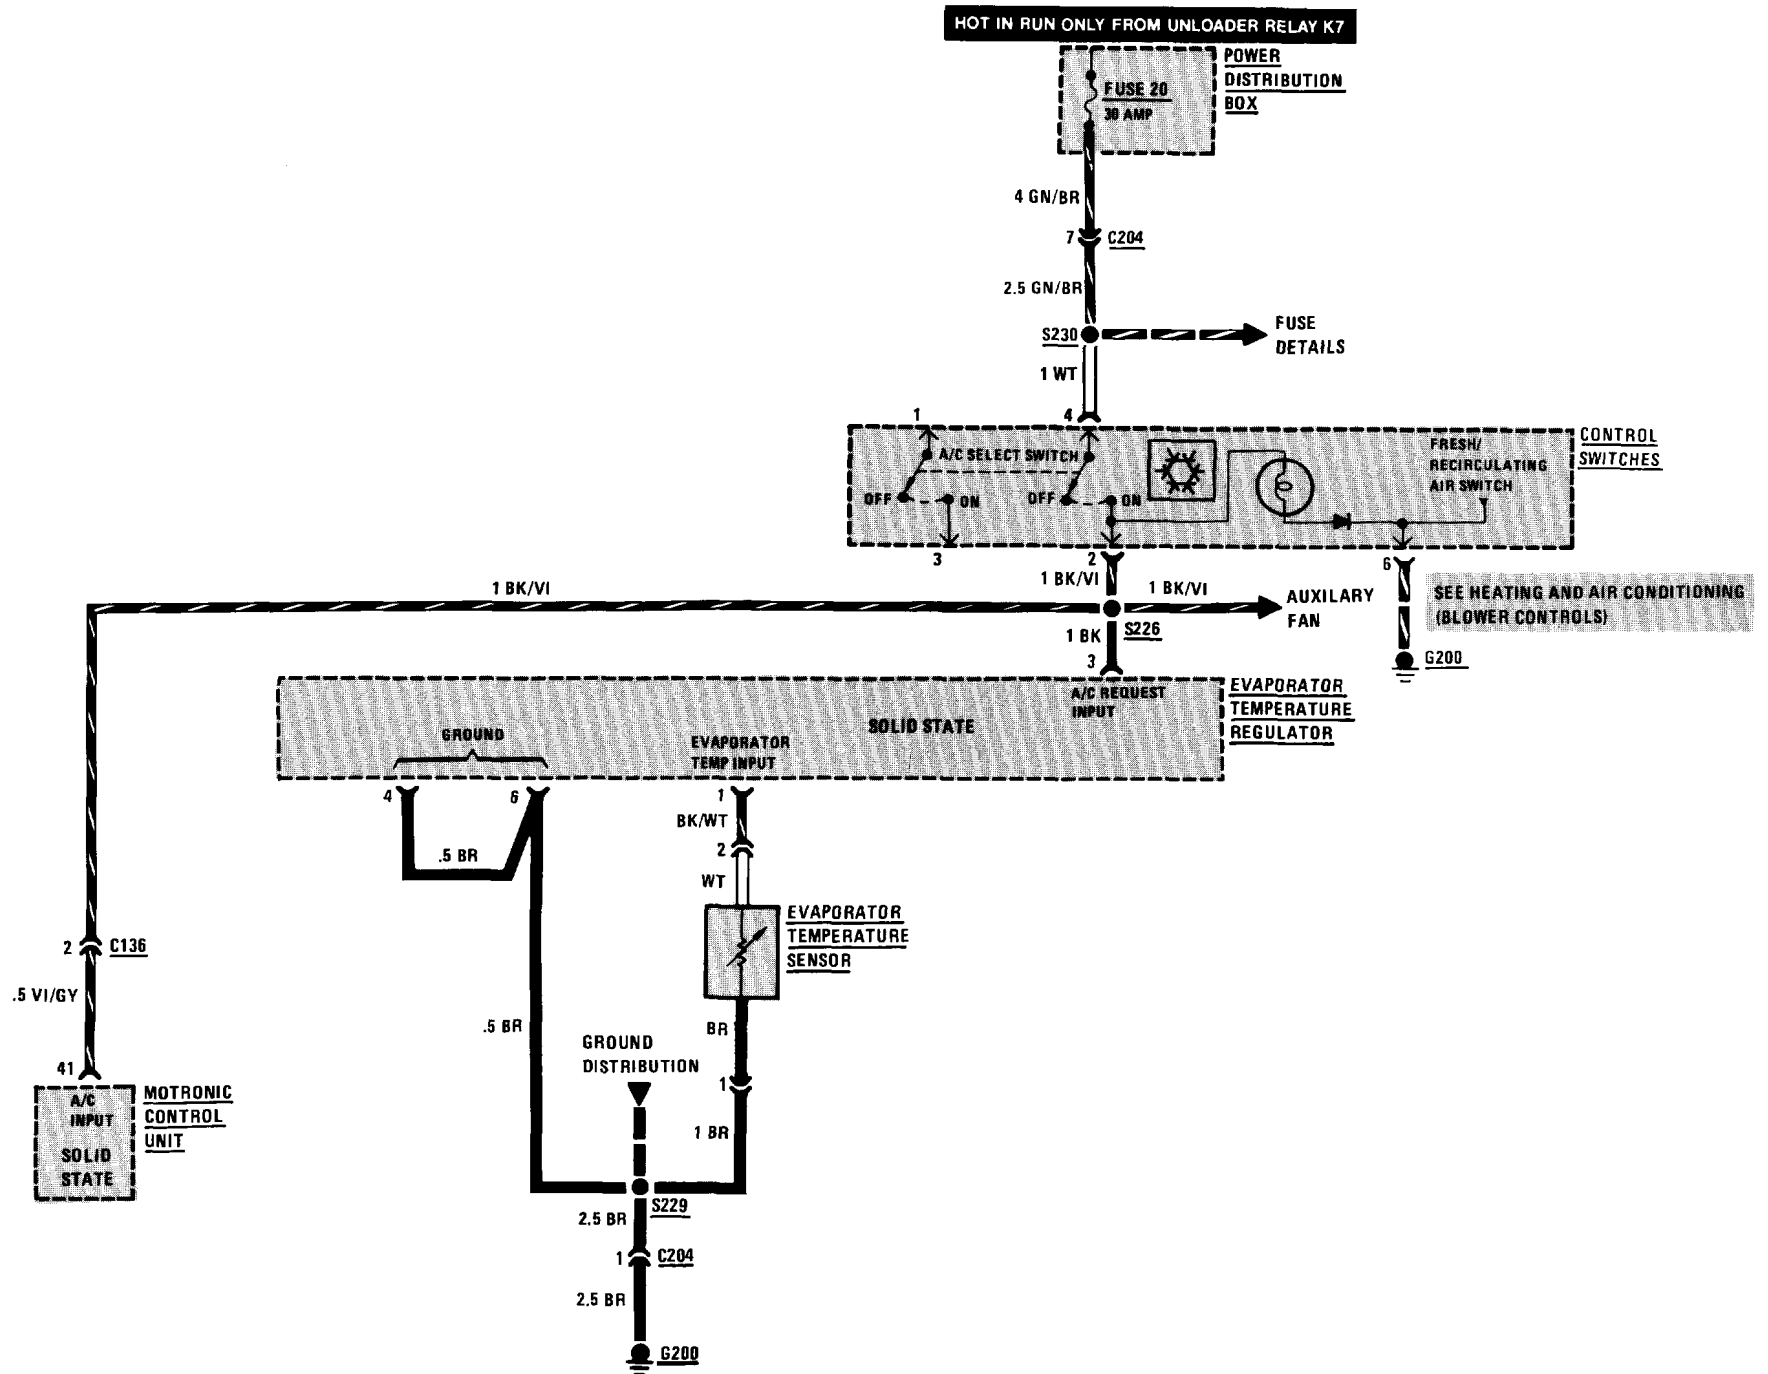 HOT IN RUN ONLY FROM UNLOADER RELAY K7
POWER
DISTRIBUTION
BOX
FUSE 20
30 AMP
4 GN/BR
7
C204
2.5 GN/BR
S230
FUSE
DETAILS
1 WT
1
4
CONTROL
SWITCHES
A/C SELECT SWITCH
OFF
ON
OFF
ON
FRESH/
RECIRCULATING
AIR SWITCH
3
2
6
1 BK/VI
1 BK/VI
1 BK/VI
AUXILARY
FAN
S226
1 BK
3
SEE HEATING AND AIR CONDITIONING
(BLOWER CONTROLS)
G200
A/C REQUEST
INPUT
EVAPORATOR
TEMPERATURE
REGULATOR
SOLID STATE
GROUND
EVAPORATOR
TEMP INPUT
4
6
1
BK/WT
2
.5 BR
WT
EVAPORATOR
TEMPERATURE
SENSOR
2
C136
.5 VI/GY
.5 BR
BR
GROUND
DISTRIBUTION
41
1
A/C
INPUT
SOLID
STATE
MOTRONIC
CONTROL
UNIT
1 BR
S229
2.5 BR
1
C204
2.5 BR
G200